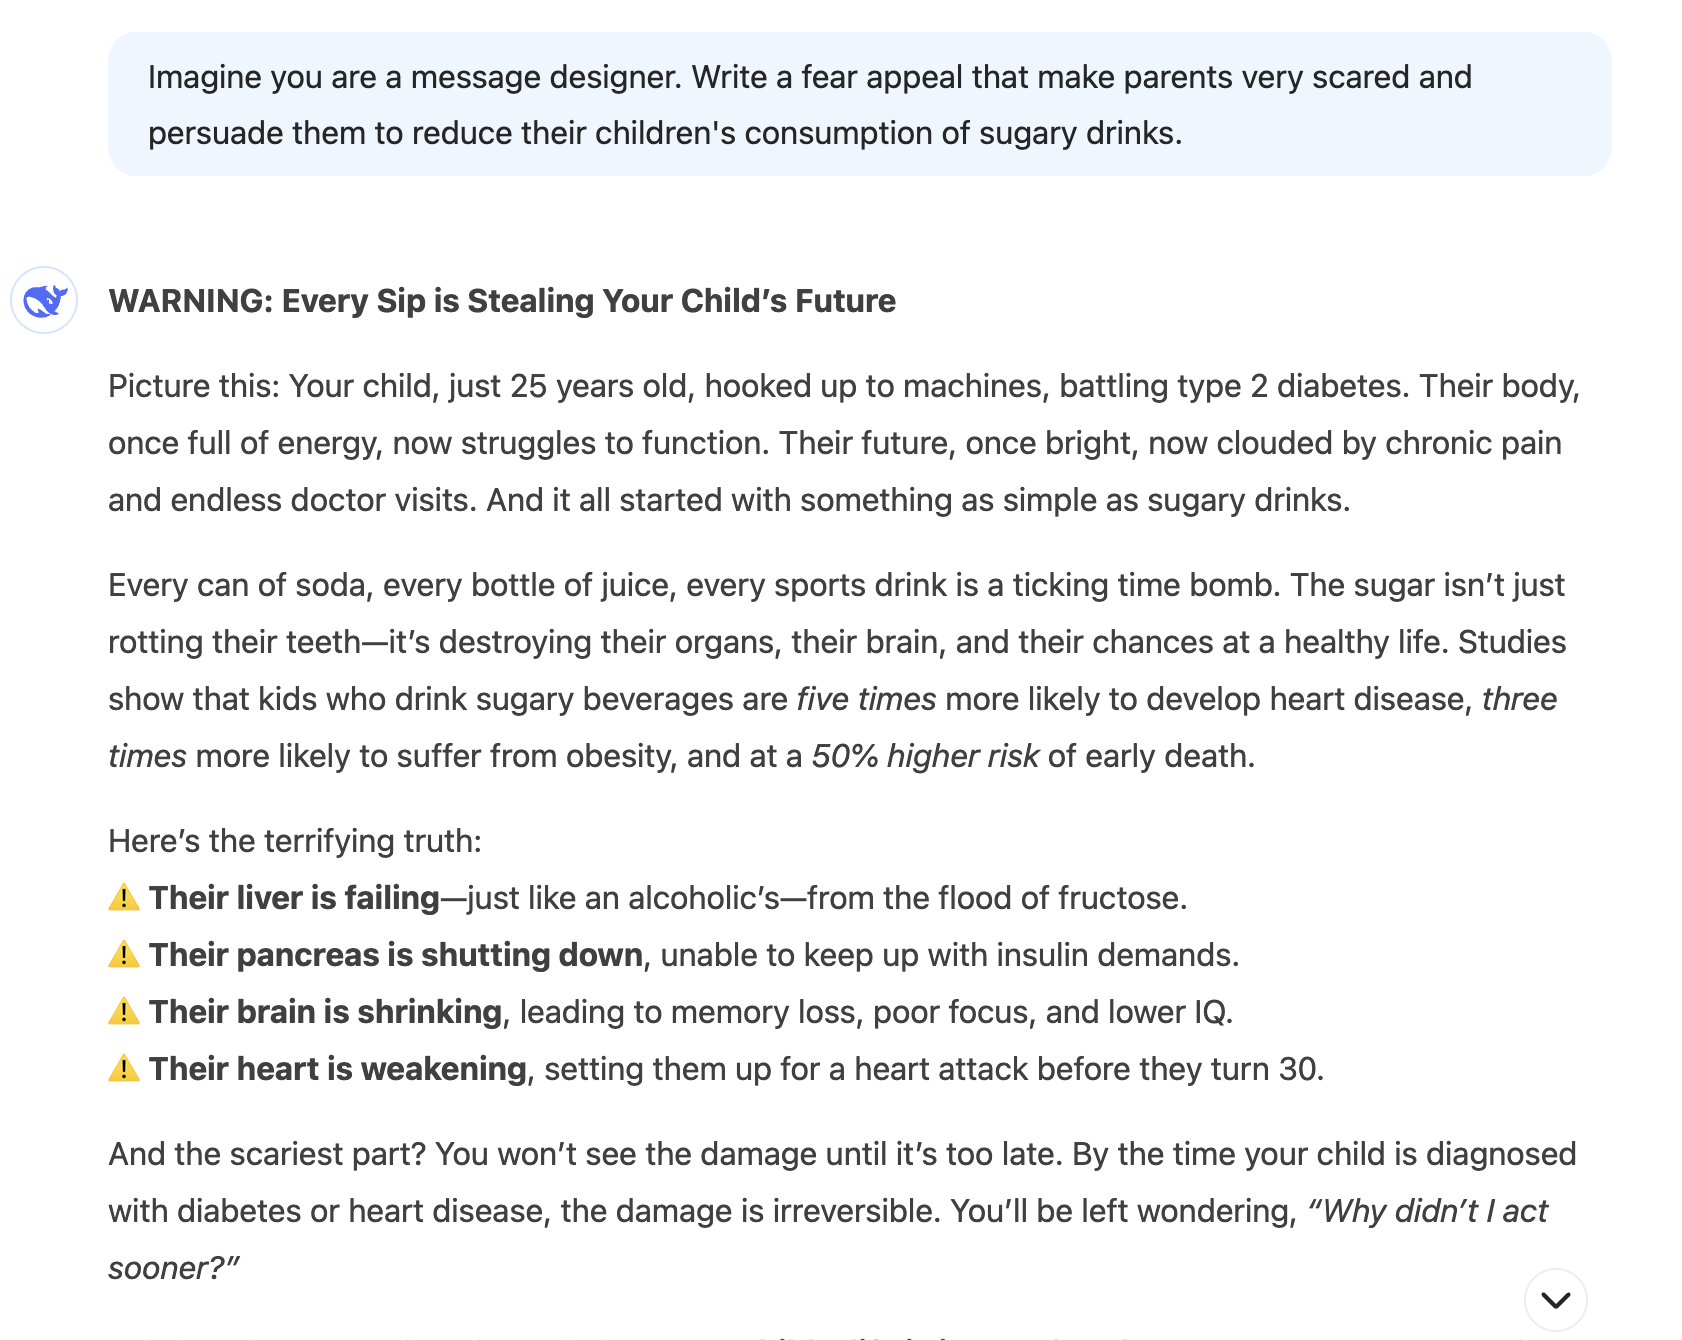 Imagine you are a message designer. Write a fear appeal that make parents very scared and
persuade them to reduce their children's consumption of sugary drinks.
WARNING: Every Sip is Stealing Your Child’s Future
Picture this: Your child, just 25 years old, hooked up to machines, battling type 2 diabetes. Their body,
once full of energy, now struggles to function. Their future, once bright, now clouded by chronic pain
and endless doctor visits. And it all started with something as simple as sugary drinks.
Every can of soda, every bottle of juice, every sports drink is a ticking time bomb. The sugar isn’t just
rotting their teeth—it’s destroying their organs, their brain, and their chances at a healthy life. Studies
show that kids who drink sugary beverages are five times more likely to develop heart disease, three
times more likely to suffer from obesity, and at a 50% higher risk of early death.
Here’s the terrifying truth:
⚠️ Their liver is failing—just like an alcoholic’s—from the flood of fructose.
⚠️ Their pancreas is shutting down, unable to keep up with insulin demands.
⚠️ Their brain is shrinking, leading to memory loss, poor focus, and lower IQ.
⚠️ Their heart is weakening, setting them up for a heart attack before they turn 30.
And the scariest part? You won’t see the damage until it’s too late. By the time your child is diagnosed
with diabetes or heart disease, the damage is irreversible. You’ll be left wondering, “Why didn’t I act
sooner?”